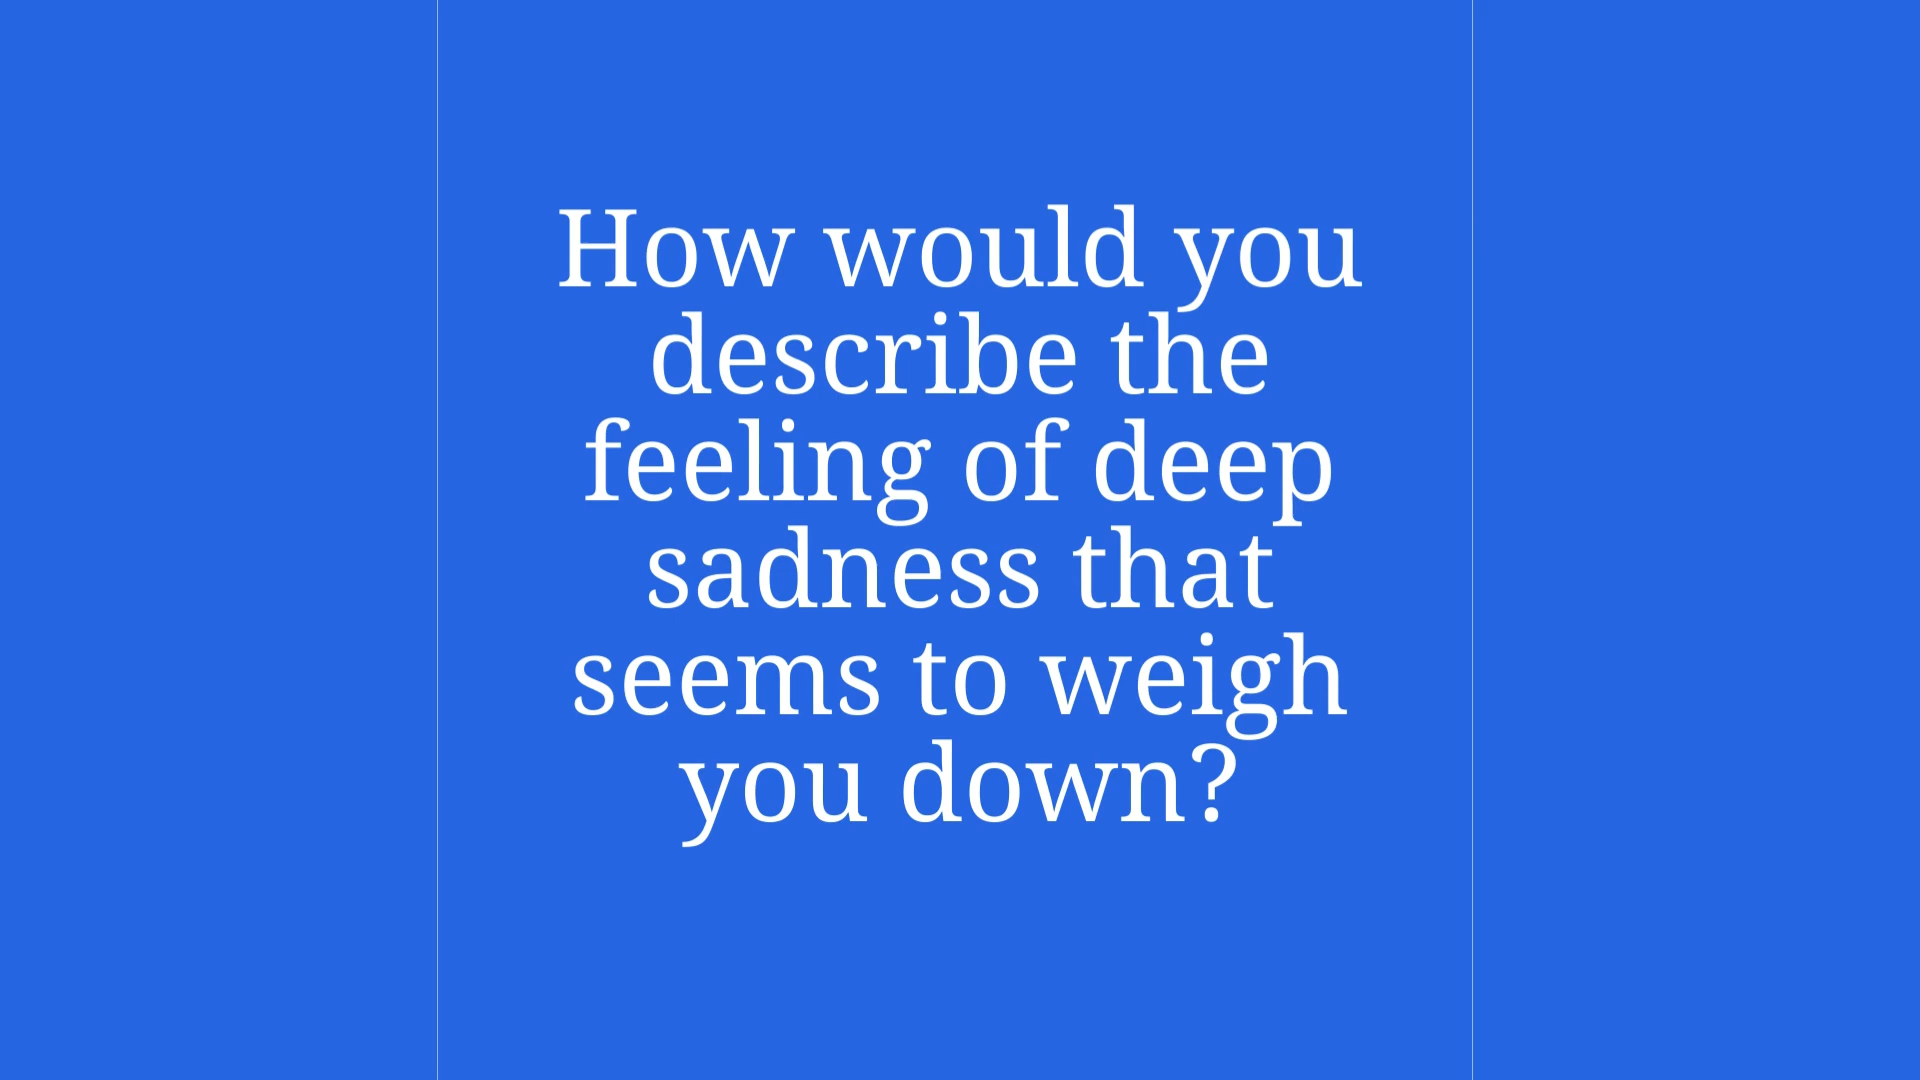 How would you
describe the
feeling of deep
sadness that
seems to weigh
you down?